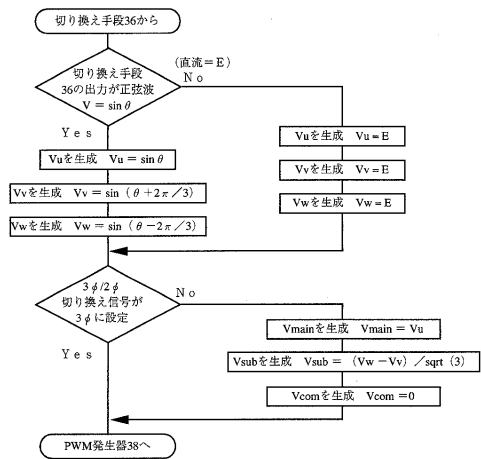 切り換え手段36から
切り換え手段
36の出力が正弦波
V = sin θ
(直流=E)
No
Yes
Vuを生成 Vu = sin θ
Vvを生成 Vv = sin (θ+2π/3)
Vwを生成 Vw = sin (θ-2π/3)
Vuを生成 Vu = E
Vvを生成 Vv = E
Vwを生成 Vw = E
3φ/2φ
切り換え信号が
3φに設定
No
Yes
Vmainを生成 Vmain = Vu
Vsubを生成 Vsub = (Vw-Vv) /sqrt (3)
Vcomを生成 Vcom =0
PWM発生器38へ